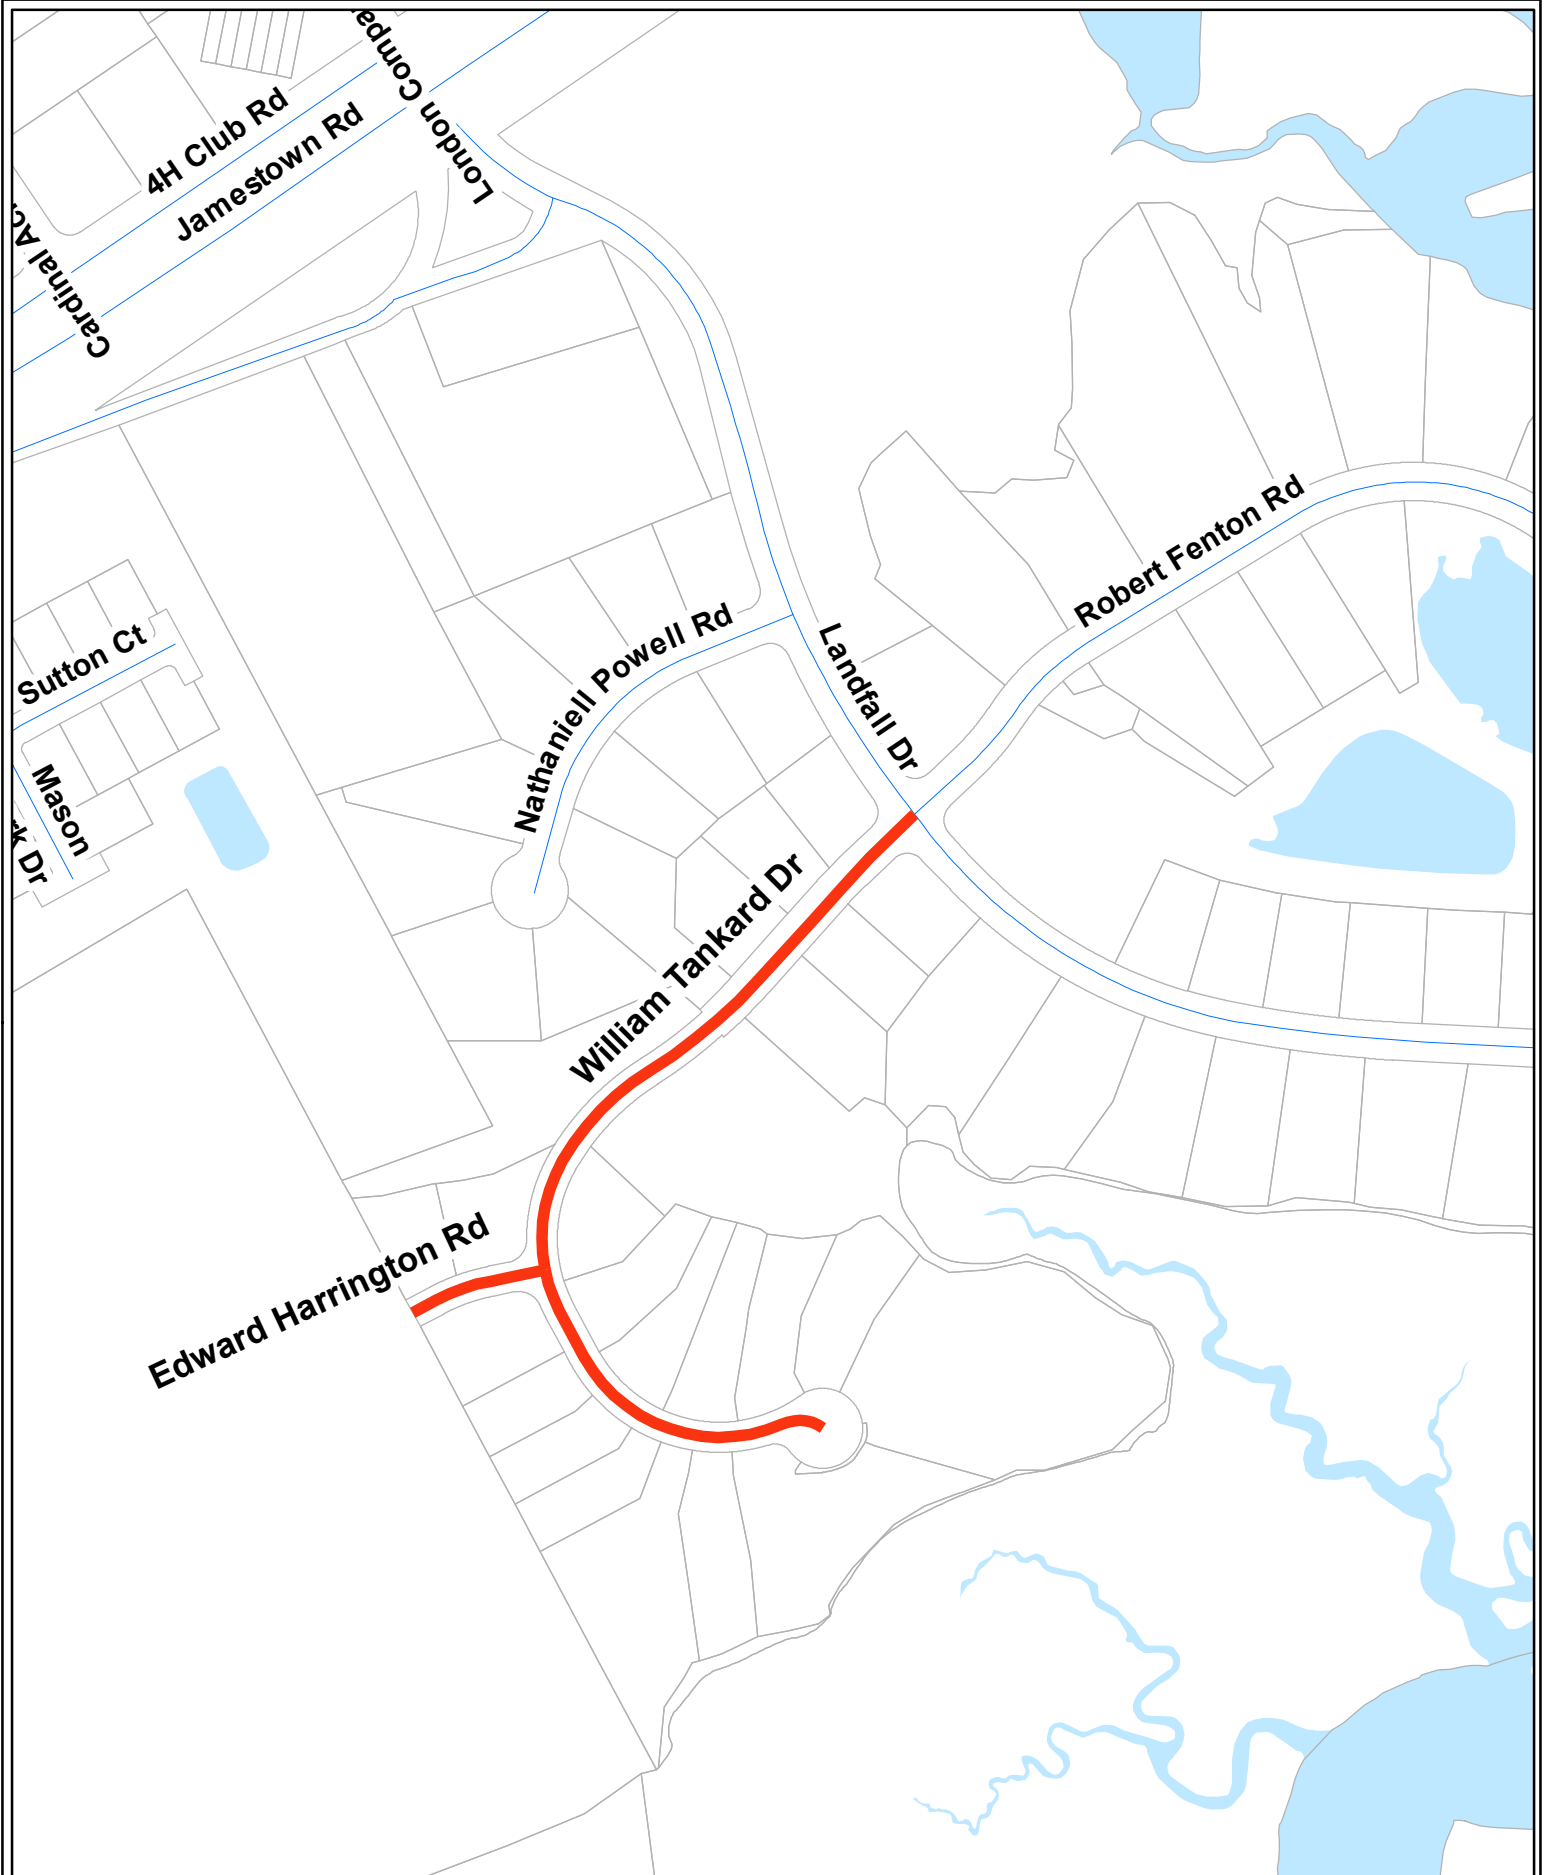 London Compa
4H Club Rd
Jamestown Rd
Cardinal Ac
Robert Fenton Rd
Nathaniell Powell Rd
Landfall Dr
Sutton Ct
Mason
rk Dr
William Tankard Dr
Edward Harrington Rd